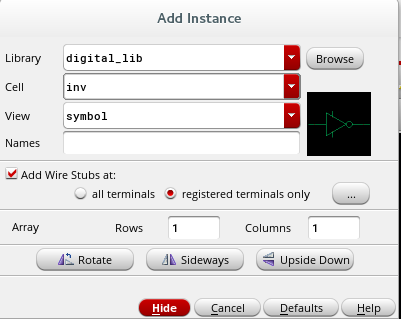 Add Instance
Library digital_lib Browse
Cell inv
View symbol
Names
Add Wire Stubs at:
all terminals registered terminals only ...
Array Rows 1 Columns 1
Rotate Sideways Upside Down
Hide Cancel Defaults Help